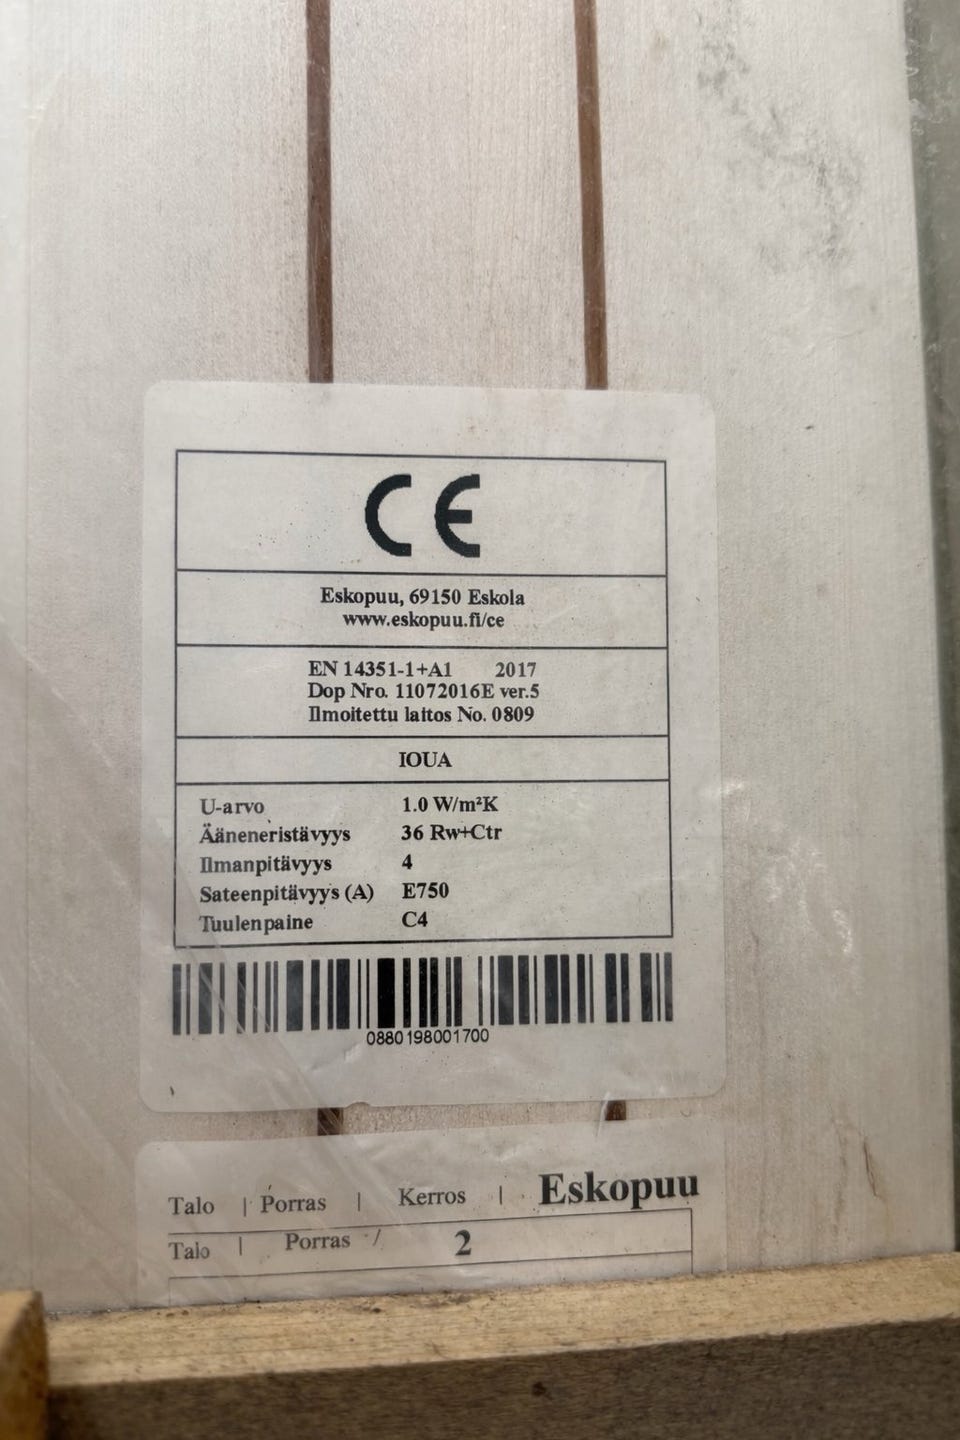 CE
Eskopuu, 69150 Eskola
www.eskopuu.fi/ce
EN 14351-1+A1 2017
Dop Nro. 11072016E ver.5
Ilmoitettu laitos No. 0809
IOUA
U-arvo 1.0 W/m²K
Ääneneristävyys 36 Rw+Ctr
Ilmanpitävyys 4
Sateenpitävyys (A) E750
Tuulenpaine C4
0880198001700
Talo | Porras | Kerros | Eskopuu
Talo | Porras / 2